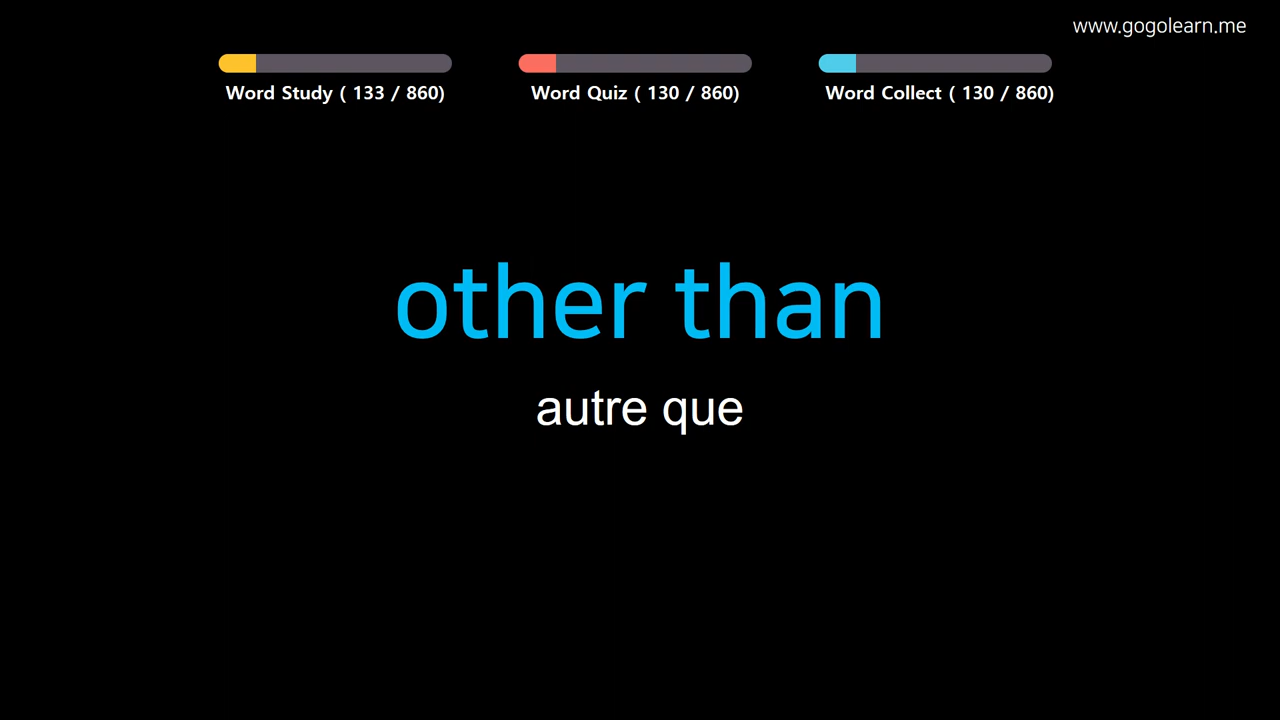 www.gogolearn.me
Word Study ( 133 / 860)
Word Quiz ( 130 / 860)
Word Collect ( 130 / 860)
other than
autre que